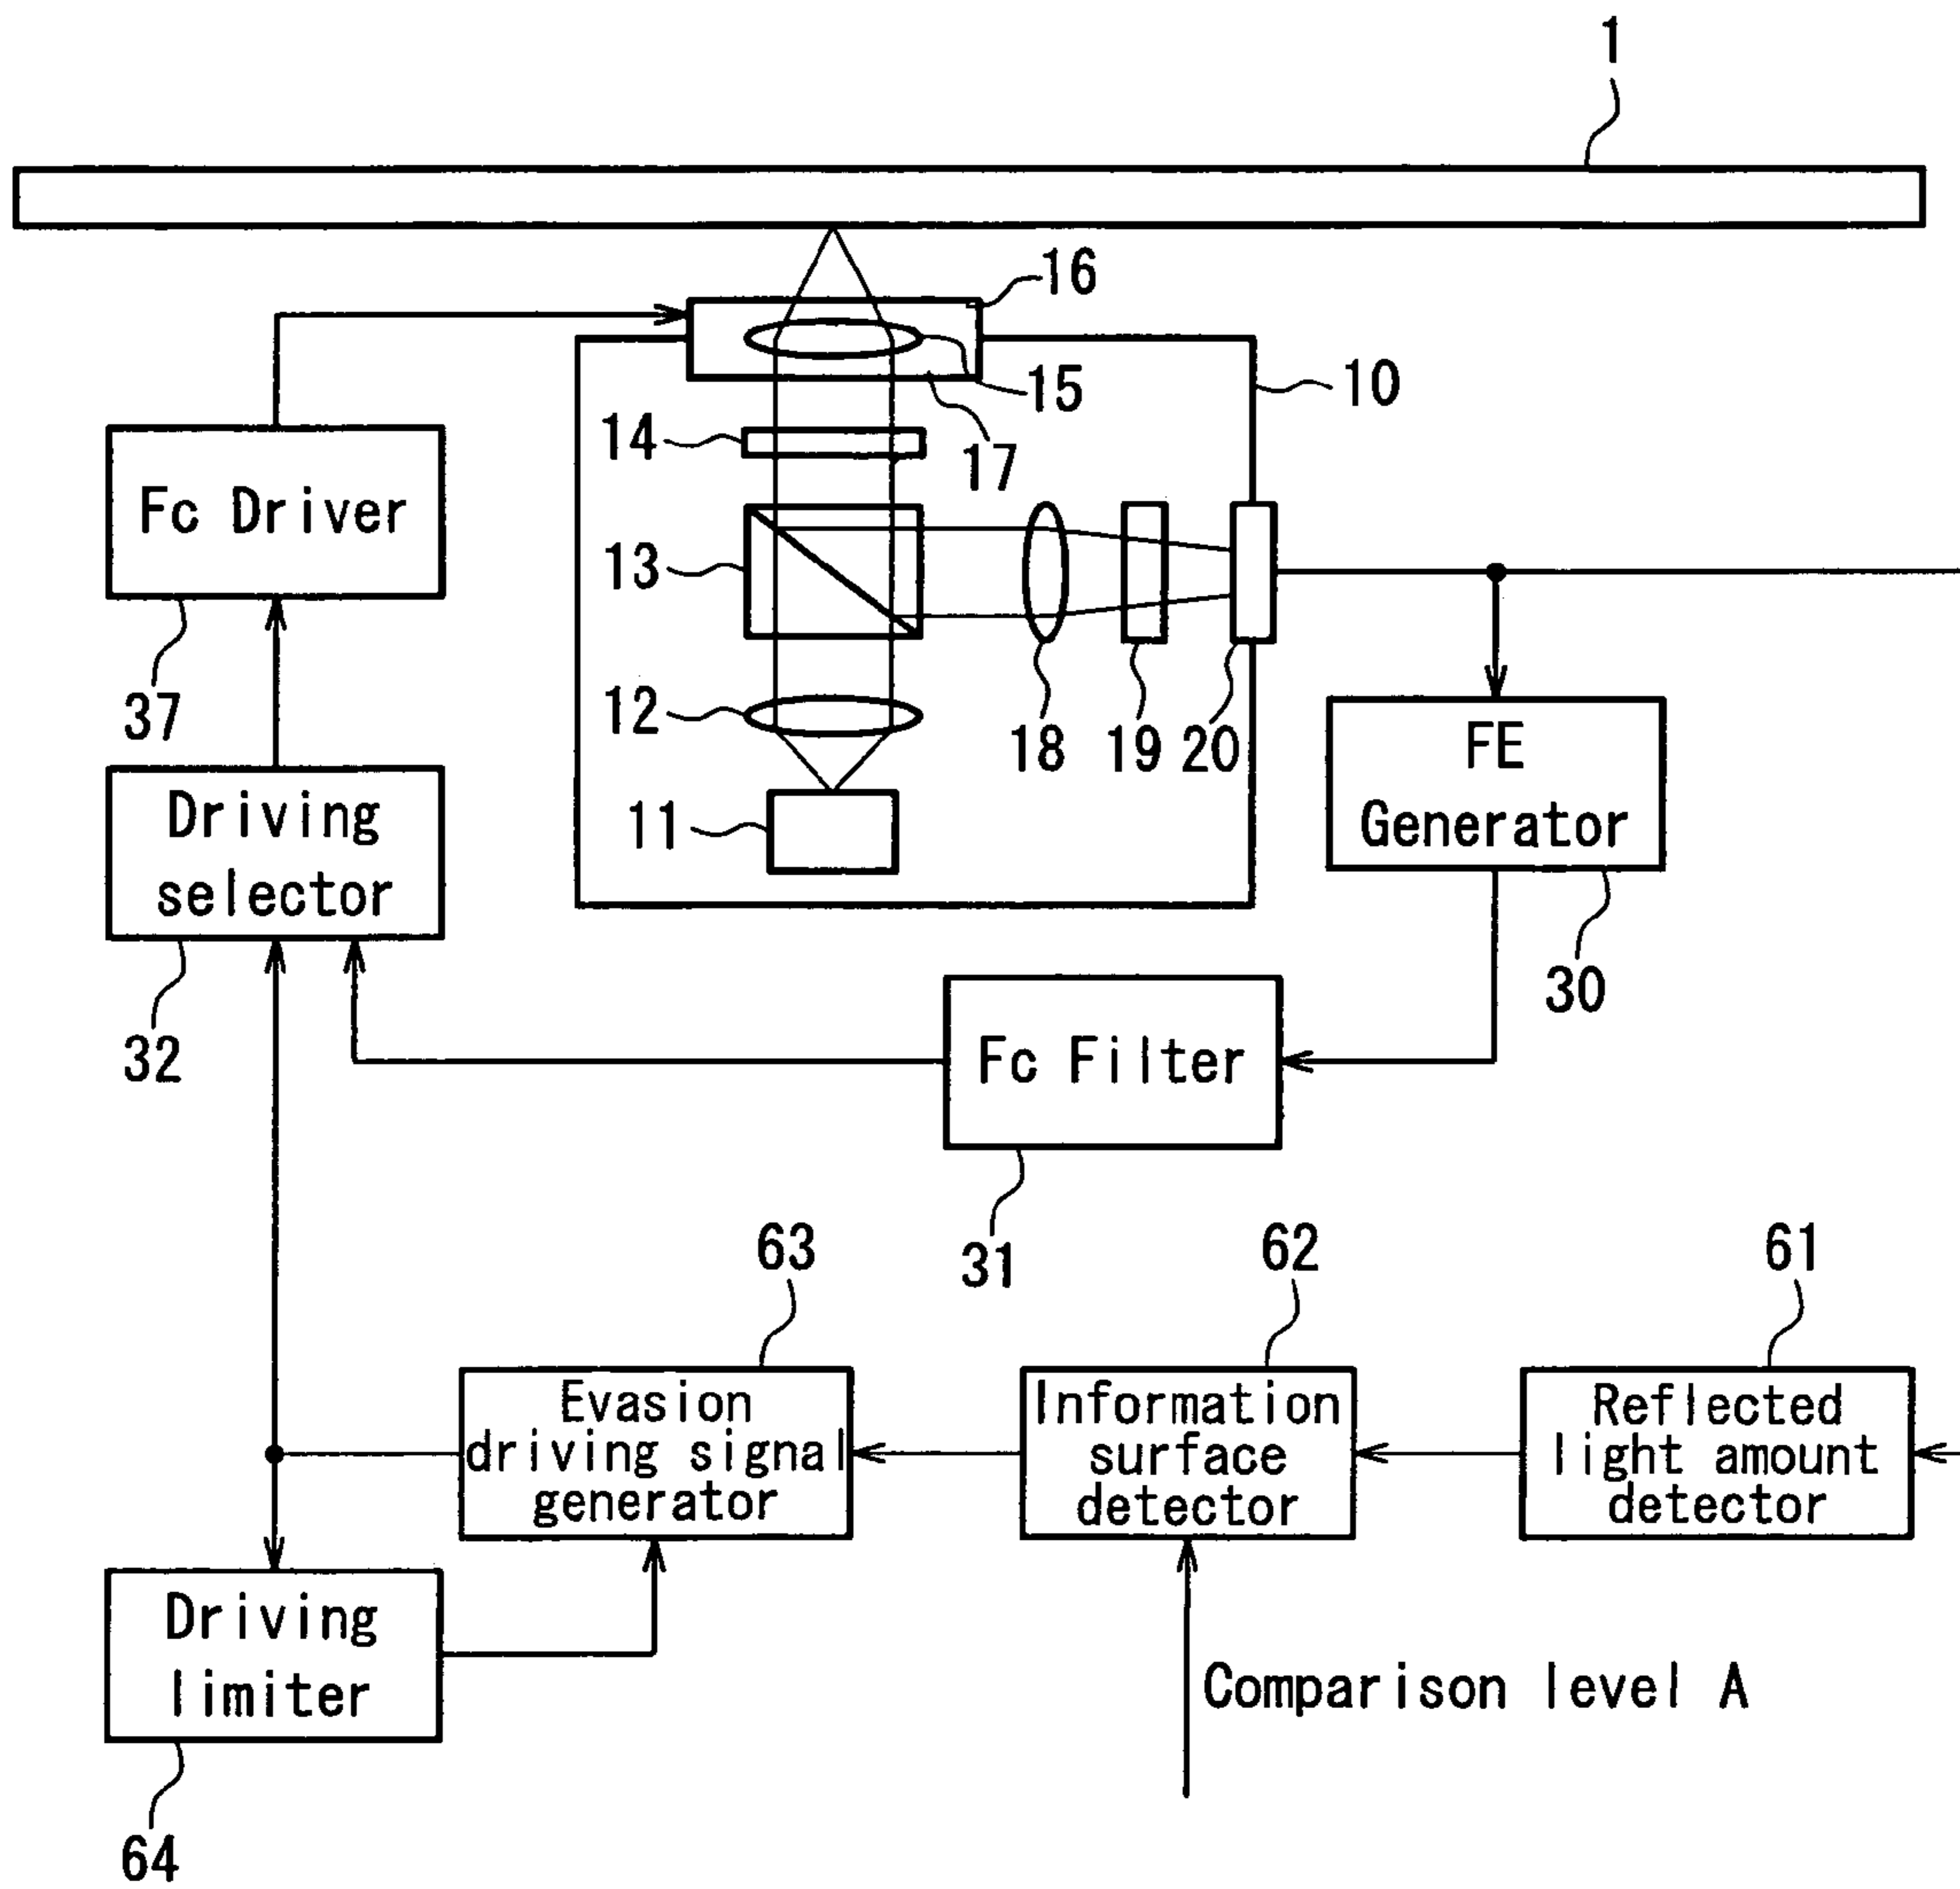 1
16
15
10
14
17
Fc Driver
13
37
12
18
19
20
FE
Generator
11
Driving
selector
30
32
Fc Filter
31
63
62
61
Evasion
driving signal
generator
Information
surface
detector
Reflected
light amount
detector
Driving
limiter
Comparison level A
64